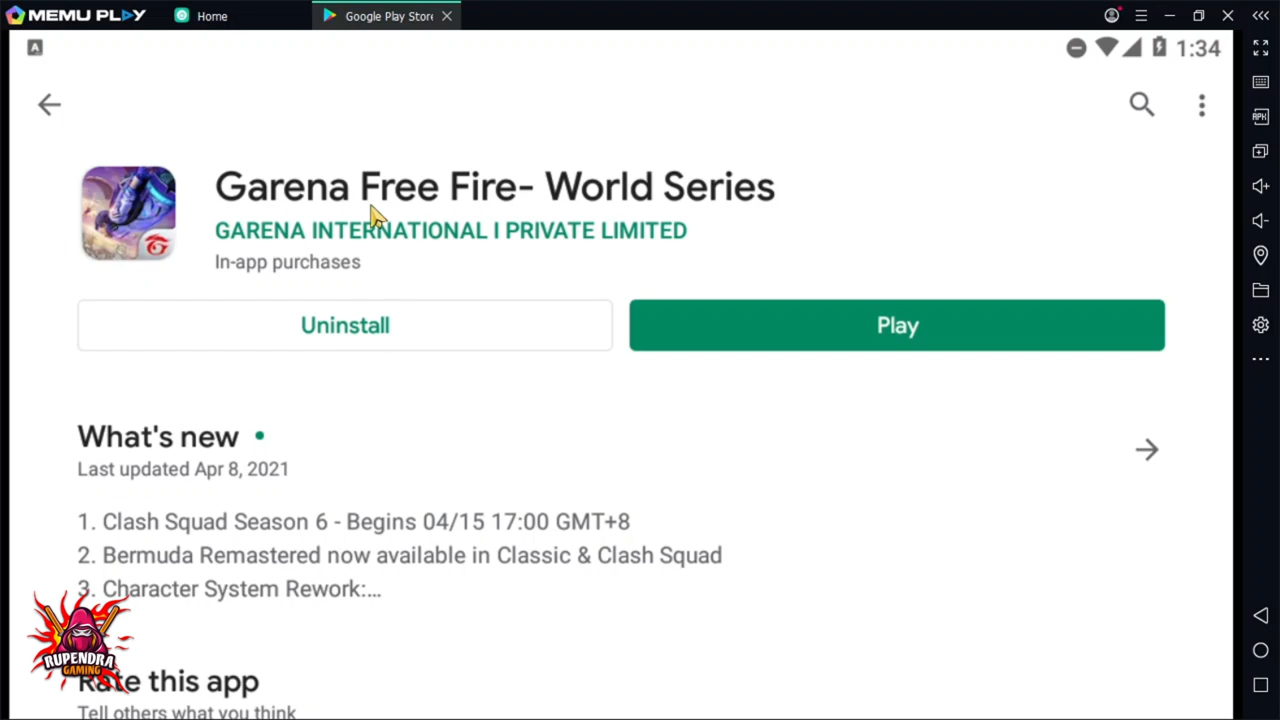 MEMU PLAY
Home
Google Play Store
1:34
Garena Free Fire- World Series
GARENA INTERNATIONAL I PRIVATE LIMITED
In-app purchases
Uninstall
Play
What's new
Last updated Apr 8, 2021
1. Clash Squad Season 6 - Begins 04/15 17:00 GMT+8
2. Bermuda Remastered now available in Classic & Clash Squad
3. Character System Rework:...
RUPENDRA
GAMING
Rate this app
Tell others what you think
A
APK